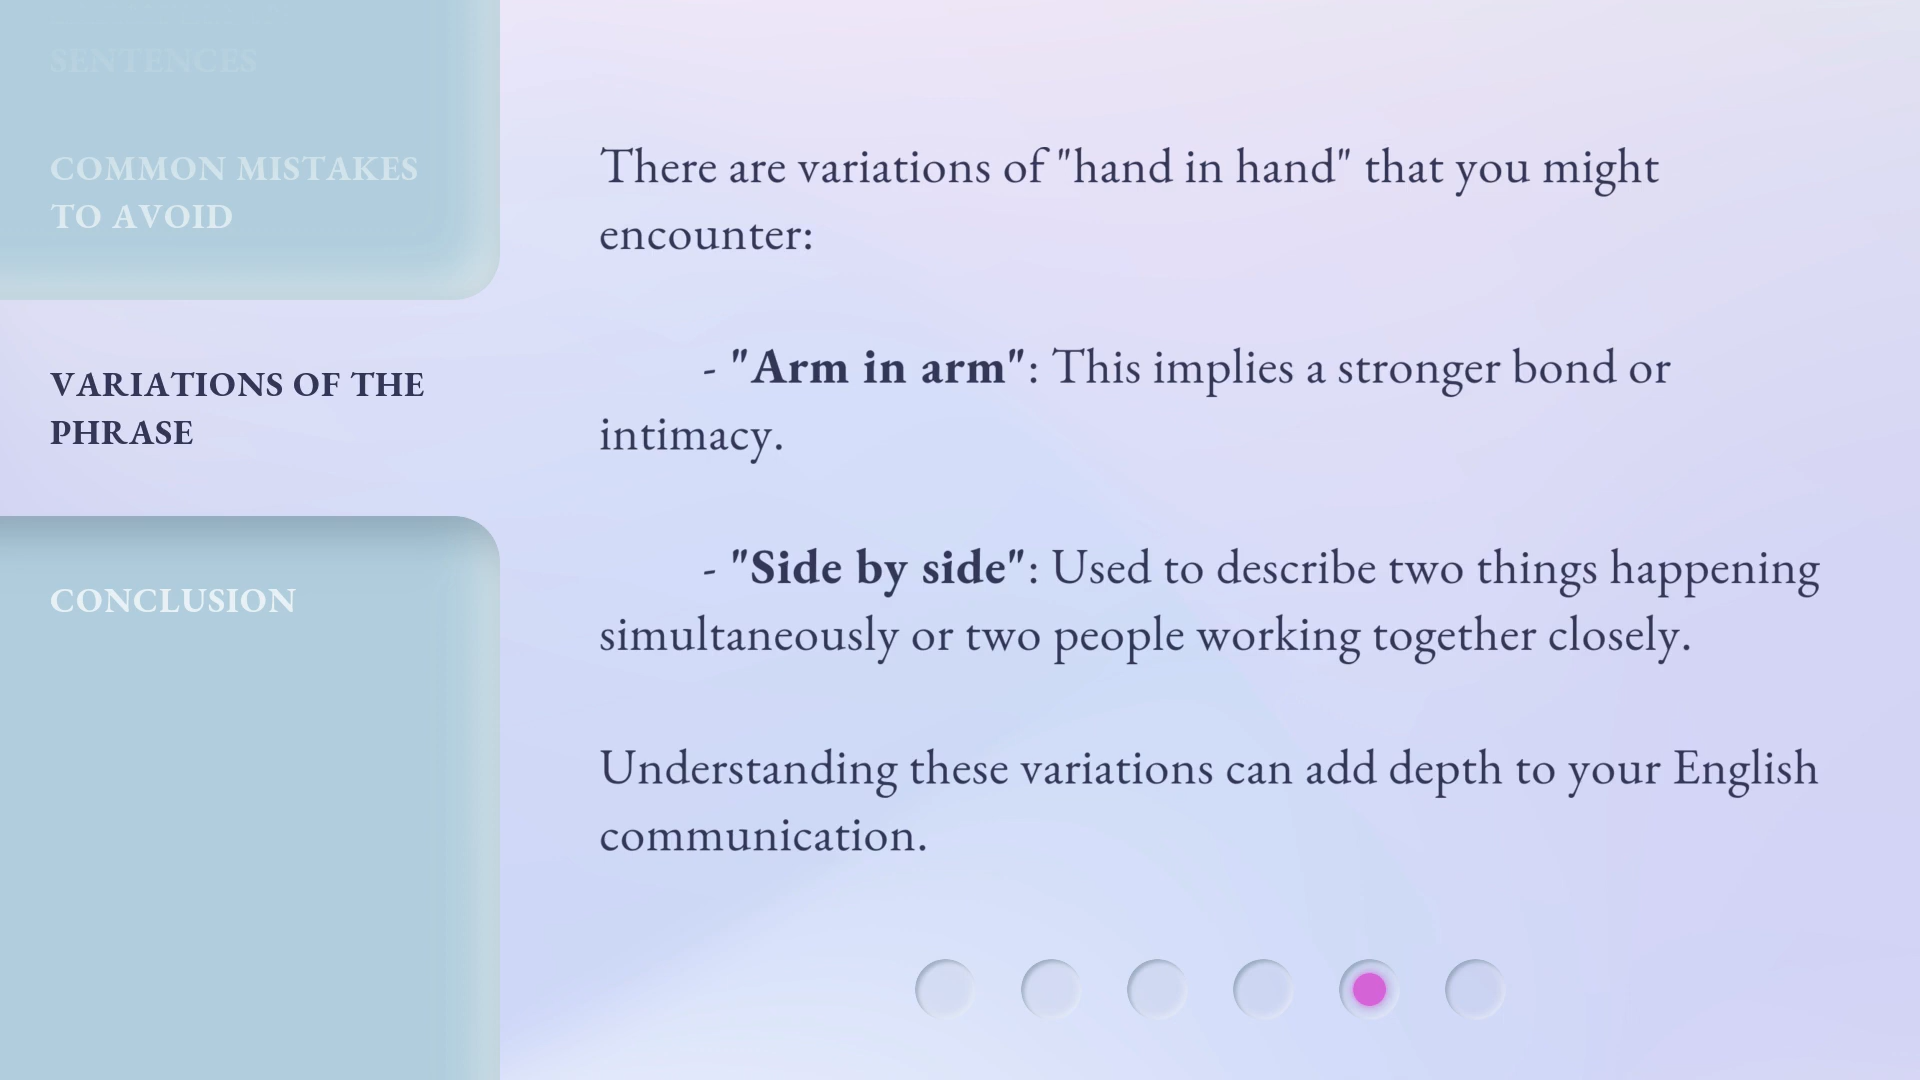 SENTENCES
COMMON MISTAKES
TO AVOID
VARIATIONS OF THE
PHRASE
CONCLUSION
There are variations of "hand in hand" that you might
encounter:
- "Arm in arm": This implies a stronger bond or
intimacy.
- "Side by side": Used to describe two things happening
simultaneously or two people working together closely.
Understanding these variations can add depth to your English
communication.